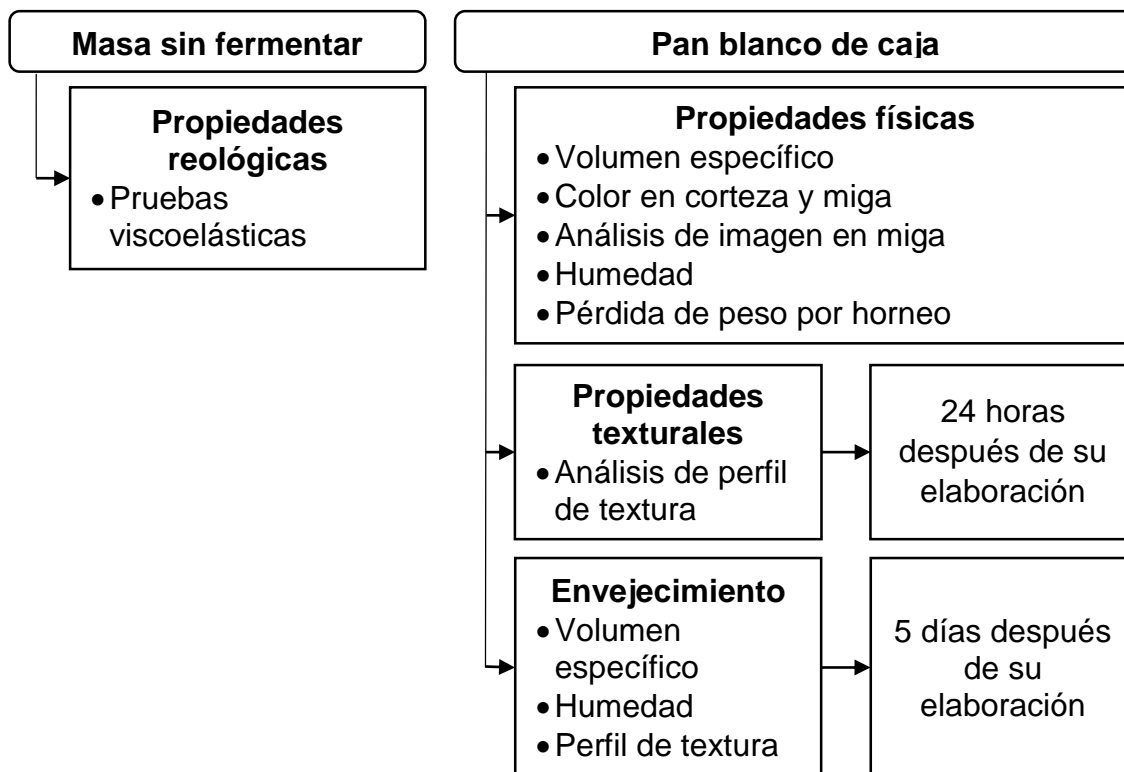 Masa sin fermentar
Propiedades
reológicas
•Pruebas
viscoelásticas
Pan blanco de caja
Propiedades físicas
•Volumen específico
•Color en corteza y miga
•Análisis de imagen en miga
•Humedad
•Pérdida de peso por horneo
Propiedades
texturales
•Análisis de perfil
de textura
24 horas
después de su
elaboración
Envejecimiento
•Volumen
específico
•Humedad
•Perfil de textura
5 días después
de su
elaboración